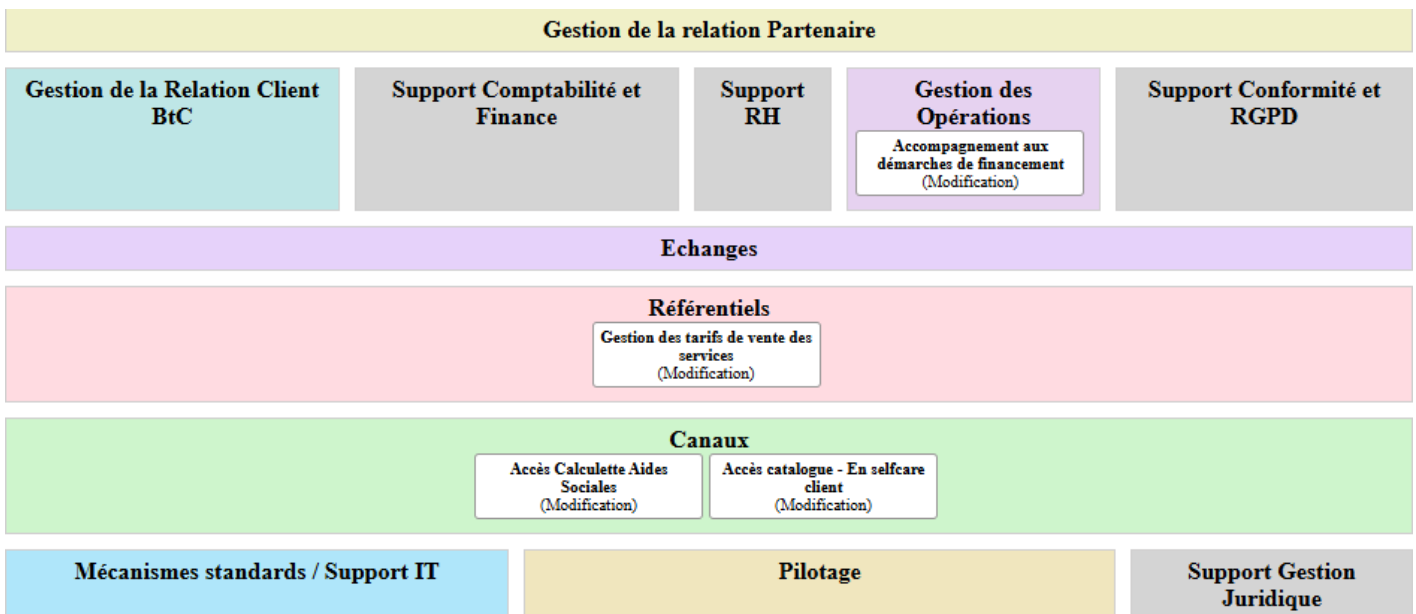 Gestion de la relation Partenaire
Gestion de la Relation Client
BtC
Support Comptabilité et
Finance
Support
RH
Gestion des
Opérations
Accompagnement aux
démarches de financement
(Modification)
Support Conformité et
RGPD
Echanges
Référentiels
Gestion des tarifs de vente des
services
(Modification)
Canaux
Accès Calculette Aides
Sociales
(Modification)
Accès catalogue - En selfcare
client
(Modification)
Mécanismes standards / Support IT
Pilotage
Support Gestion
Juridique